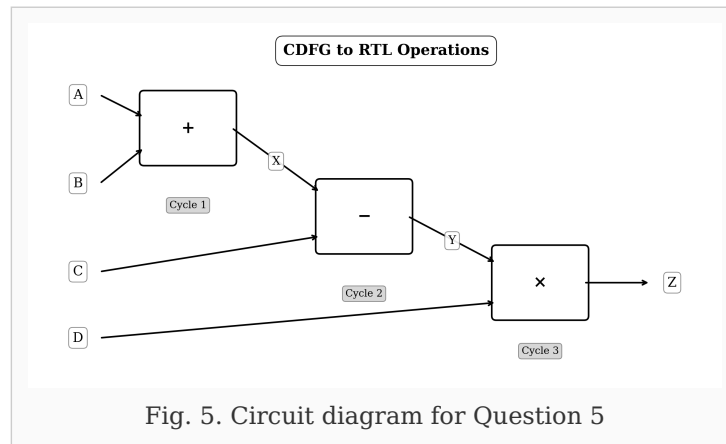 CDFG to RTL Operations
A
+
B
X
Cycle 1
−
C
Y
Cycle 2
×
Z
D
Cycle 3
Fig. 5. Circuit diagram for Question 5